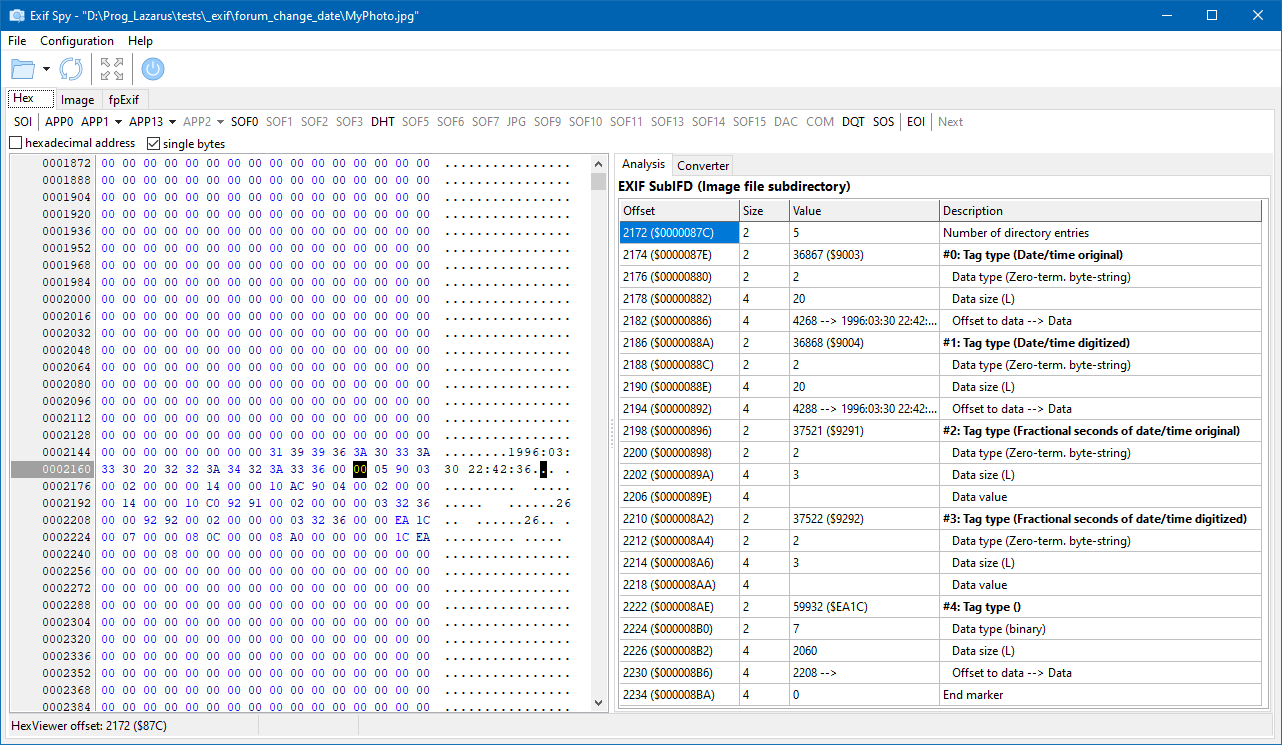 Exif Spy - "D:\Prog_Lazarus\tests\_exif\forum_change_date\MyPhoto.jpg"
File Configuration Help
Hex Image fpExif
SOI APP0 APP1 APP13 APP2 SOF0 SOF1 SOF2 SOF3 DHT SOF5 SOF6 SOF7 JPG SOF9 SOF10 SOF11 SOF13 SOF14 SOF15 DAC COM DQT SOS EOI Next
hexadecimal address single bytes
0001872 00 00 00 00 00 00 00 00 00 00 00 00 00 00 00 00 ................
0001888 00 00 00 00 00 00 00 00 00 00 00 00 00 00 00 00 ................
0001904 00 00 00 00 00 00 00 00 00 00 00 00 00 00 00 00 ................
0001920 00 00 00 00 00 00 00 00 00 00 00 00 00 00 00 00 ................
0001936 00 00 00 00 00 00 00 00 00 00 00 00 00 00 00 00 ................
0001952 00 00 00 00 00 00 00 00 00 00 00 00 00 00 00 00 ................
0001968 00 00 00 00 00 00 00 00 00 00 00 00 00 00 00 00 ................
0001984 00 00 00 00 00 00 00 00 00 00 00 00 00 00 00 00 ................
0002000 00 00 00 00 00 00 00 00 00 00 00 00 00 00 00 00 ................
0002016 00 00 00 00 00 00 00 00 00 00 00 00 00 00 00 00 ................
0002032 00 00 00 00 00 00 00 00 00 00 00 00 00 00 00 00 ................
0002048 00 00 00 00 00 00 00 00 00 00 00 00 00 00 00 00 ................
0002064 00 00 00 00 00 00 00 00 00 00 00 00 00 00 00 00 ................
0002080 00 00 00 00 00 00 00 00 00 00 00 00 00 00 00 00 ................
0002096 00 00 00 00 00 00 00 00 00 00 00 00 00 00 00 00 ................
0002112 00 00 00 00 00 00 00 00 00 00 00 00 00 00 00 00 ................
0002128 00 00 00 00 00 00 00 00 00 00 00 00 00 00 00 00 ................
0002144 00 00 00 00 00 00 00 00 31 39 39 36 3A 30 33 3A ........1996:03:
0002160 33 30 20 32 32 3A 34 32 3A 33 36 00 00 05 90 03 30 22:42:36.. . .
0002176 00 02 00 00 00 14 00 00 10 AC 90 04 00 02 00 00 ......... .....
0002192 00 14 00 00 10 C0 92 91 00 02 00 00 00 03 32 36 ..... ......26
0002208 00 00 92 92 00 02 00 00 00 03 32 36 00 00 EA 1C .. ......26.. .
0002224 00 07 00 00 08 0C 00 00 08 A0 00 00 00 00 1C EA ......... .....
0002240 00 00 00 00 08 00 00 00 00 00 00 00 00 00 00 00 ................
0002256 00 00 00 00 00 00 00 00 00 00 00 00 00 00 00 00 ................
0002272 00 00 00 00 00 00 00 00 00 00 00 00 00 00 00 00 ................
0002288 00 00 00 00 00 00 00 00 00 00 00 00 00 00 00 00 ................
0002304 00 00 00 00 00 00 00 00 00 00 00 00 00 00 00 00 ................
0002320 00 00 00 00 00 00 00 00 00 00 00 00 00 00 00 00 ................
0002336 00 00 00 00 00 00 00 00 00 00 00 00 00 00 00 00 ................
0002352 00 00 00 00 00 00 00 00 00 00 00 00 00 00 00 00 ................
0002368 00 00 00 00 00 00 00 00 00 00 00 00 00 00 00 00 ................
0002384 00 00 00 00 00 00 00 00 00 00 00 00 00 00 00 00 ................
Analysis Converter
EXIF SubIFD (Image file subdirectory)
Offset Size Value Description
2172 ($0000087C) 2 5 Number of directory entries
2174 ($0000087E) 2 36867 ($9003) #0: Tag type (Date/time original)
2176 ($00000880) 2 2 Data type (Zero-term. byte-string)
2178 ($00000882) 4 20 Data size (L)
2182 ($00000886) 4 4268 --> 1996:03:30 22:42:... Offset to data --> Data
2186 ($0000088A) 2 36868 ($9004) #1: Tag type (Date/time digitized)
2188 ($0000088C) 2 2 Data type (Zero-term. byte-string)
2190 ($0000088E) 4 20 Data size (L)
2194 ($00000892) 4 4288 --> 1996:03:30 22:42:... Offset to data --> Data
2198 ($00000896) 2 37521 ($9291) #2: Tag type (Fractional seconds of date/time original)
2200 ($00000898) 2 2 Data type (Zero-term. byte-string)
2202 ($0000089A) 4 3 Data size (L)
2206 ($0000089E) 4 Data value
2210 ($000008A2) 2 37522 ($9292) #3: Tag type (Fractional seconds of date/time digitized)
2212 ($000008A4) 2 2 Data type (Zero-term. byte-string)
2214 ($000008A6) 4 3 Data size (L)
2218 ($000008AA) 4 Data value
2222 ($000008AE) 2 59932 ($EA1C) #4: Tag type ()
2224 ($000008B0) 2 7 Data type (binary)
2226 ($000008B2) 4 2060 Data size (L)
2230 ($000008B6) 4 2208 --> Offset to data --> Data
2234 ($000008BA) 4 0 End marker
HexViewer offset: 2172 ($87C)